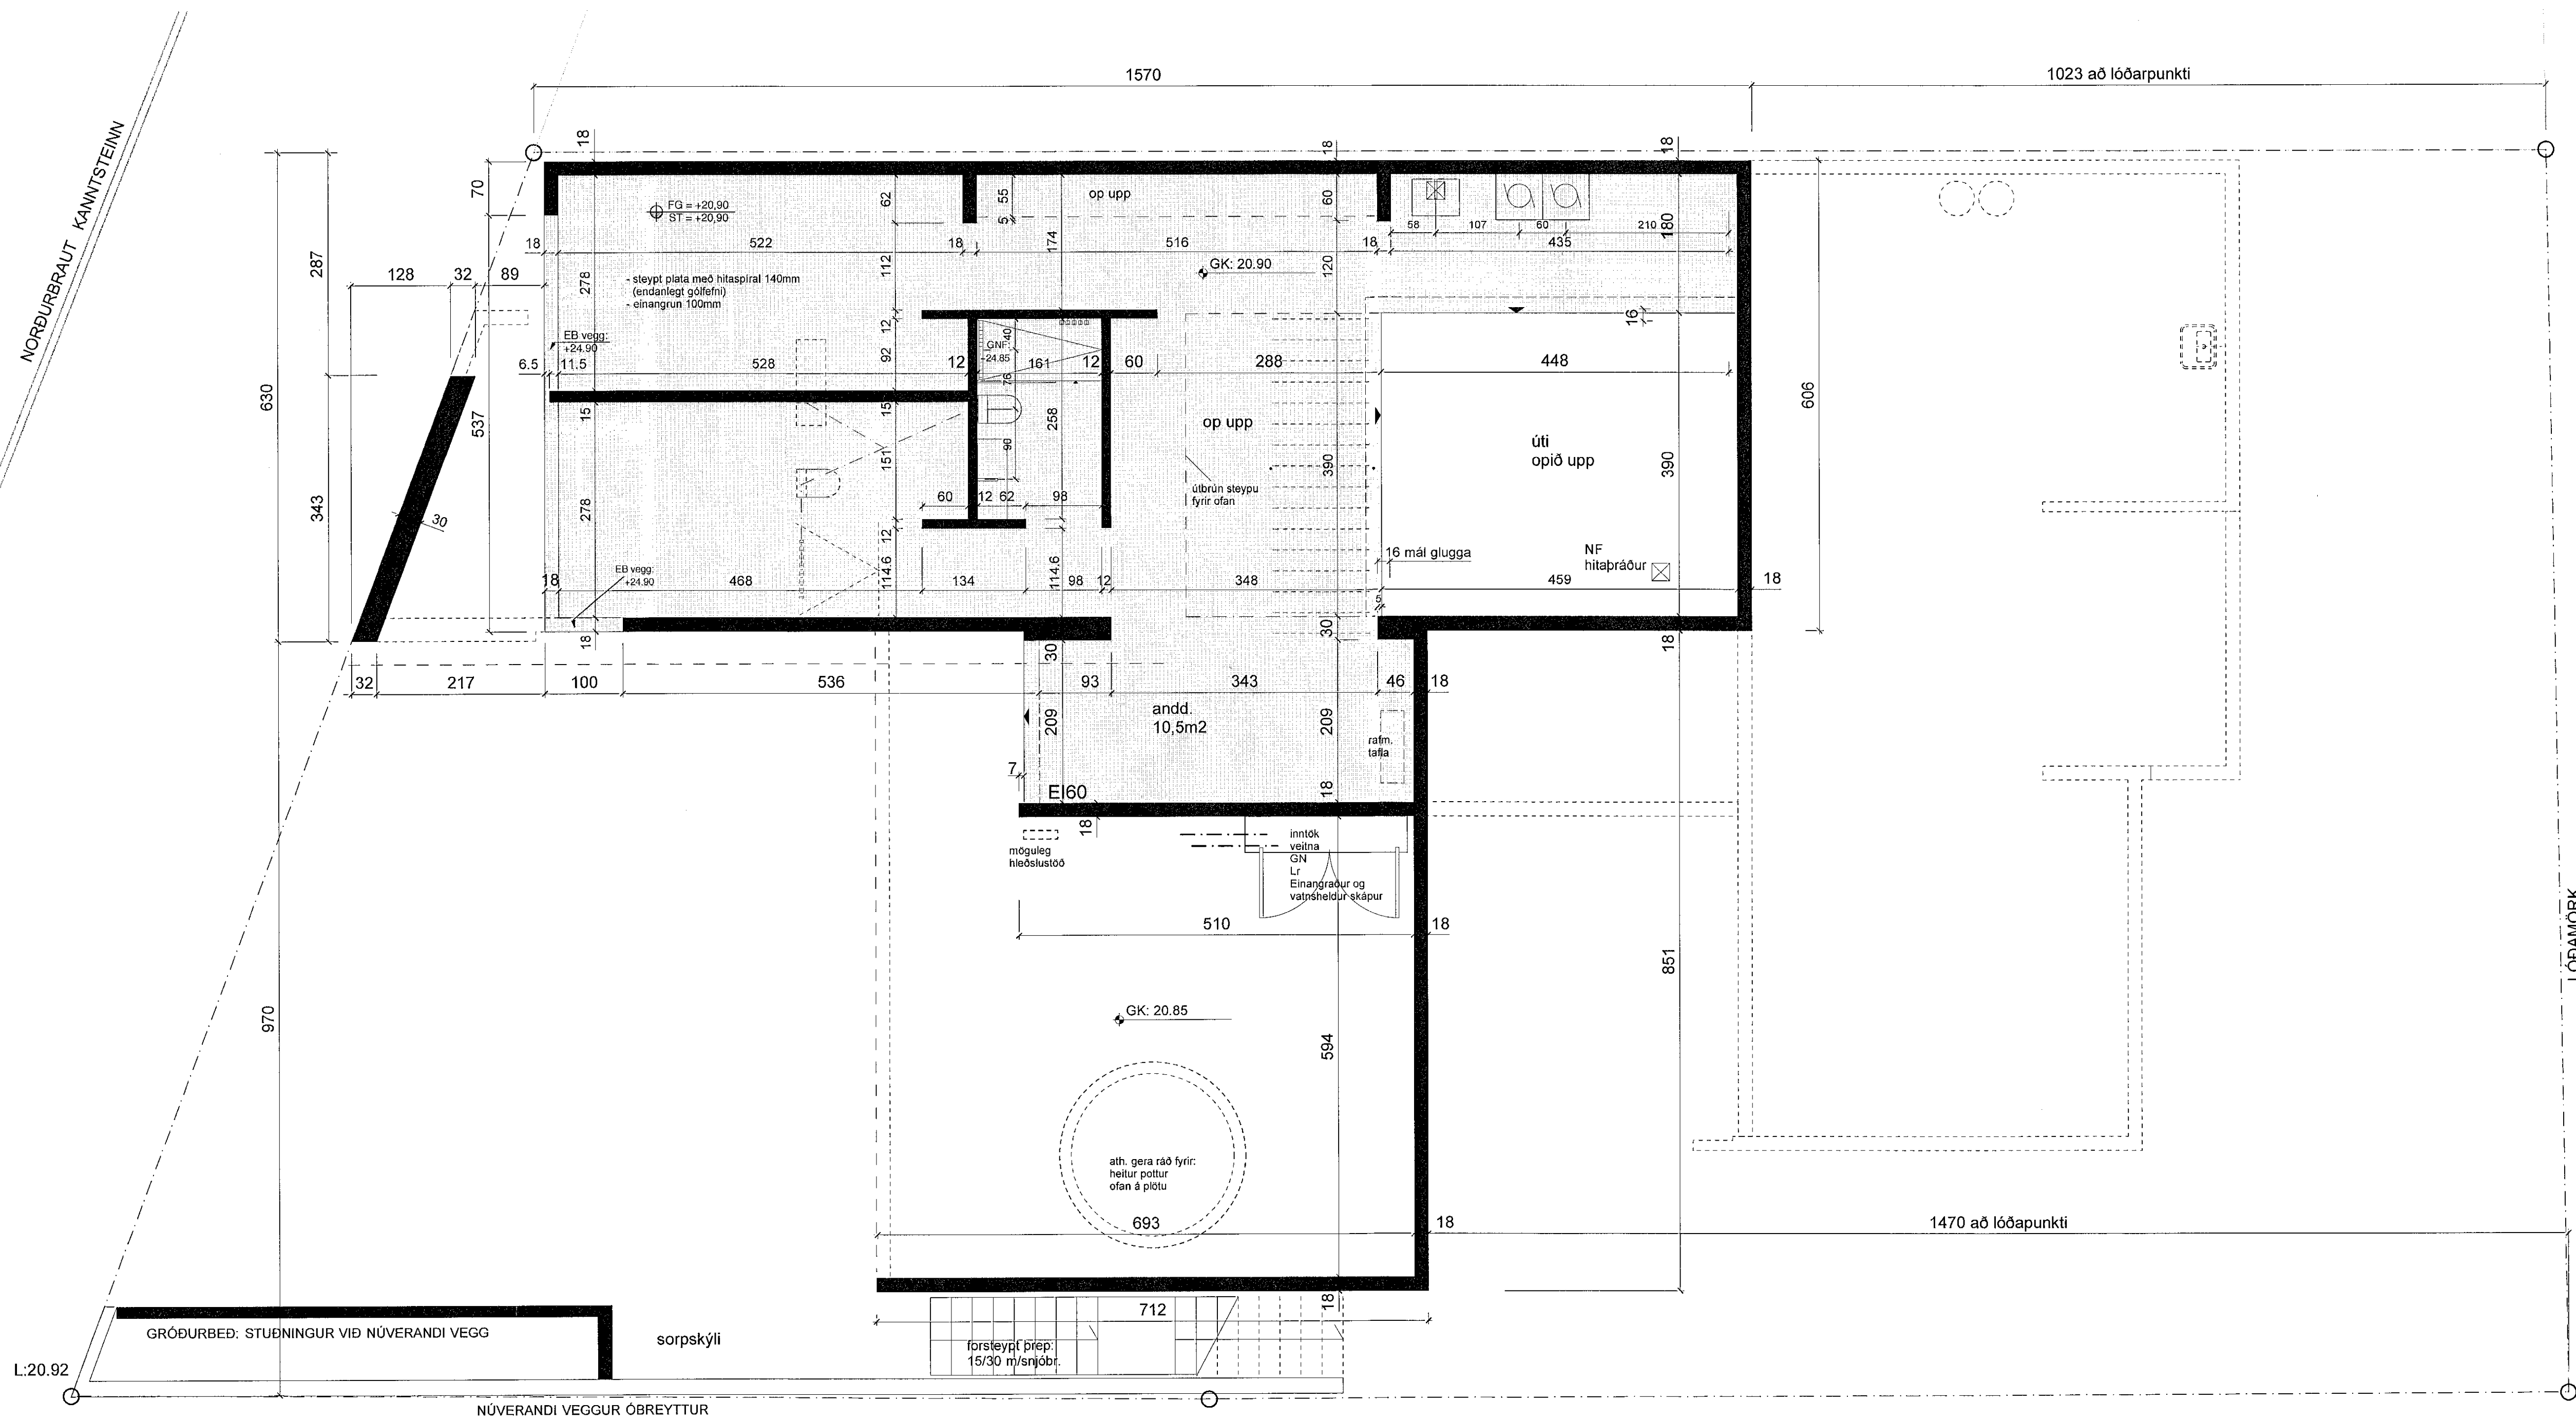 1570
1023 að lóðarpunkti
NORÐURBRAUT KANNTSTEINN
18
18
18
70
62
55
5
op upp
60
180
FG = +20,90
ST = +20,90
58
107
60
210
18
522
18
174
516
18
435
287
128
32
89
278
112
120
GK: 20.90
- steypt plata með hitaspíral 140mm
(endanlegt gólfefni)
- einangrun 100mm
16
EB vegg:
+24.90
12
92
40
GNF:
-24.85
6.5
11.5
528
12
161
12
60
288
448
76
630
537
606
15
15
258
op upp
úti
opið upp
90
151
390
390
útbrún steypu
fyrir ofan
343
30
278
60
12
62
98
12
16 mál glugga
NF
hitaþráður
EB vegg:
+24.90
18
468
114.6
134
114.6
98
12
348
459
18
5
18
30
30
18
32
217
100
536
93
343
46
18
andd.
10,5m2
209
209
rafm.
tafla
7
EI60
18
18
möguleg
hleðslustöð
inntök
veitna
GN
Lr
Einangraður og
vatnsheldur skápur
510
18
851
LÓÐAMÖRK
970
GK: 20.85
594
ath. gera ráð fyrir:
heitur pottur
ofan á plötu
693
18
1470 að lóðapunkti
712
18
GRÓÐURBEÐ: STUÐNINGUR VIÐ NÚVERANDI VEGG
sorpskýli
forsteypt þrep:
15/30 m/snjóbr.
L:20.92
NÚVERANDI VEGGUR ÓBREYTTUR